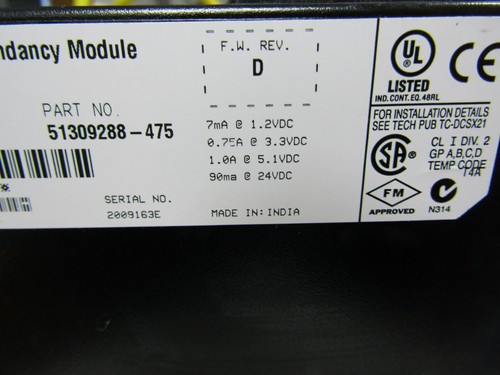 ndancy Module
F.W. REV.
D
PART NO.
51309288-475
7mA @ 1.2VDC
0.75A @ 3.3VDC
1.0A @ 5.1VDC
90ma @ 24VDC
SERIAL NO.
2009163E
MADE IN: INDIA
UL
LISTED
IND. CONT. EQ. 48RL
CE
FOR INSTALLATION DETAILS
SEE TECH PUB TC-DCSX21
SA
CL I DIV. 2
GP A,B,C,D
TEMP CODE
T4A
FM
APPROVED
N314